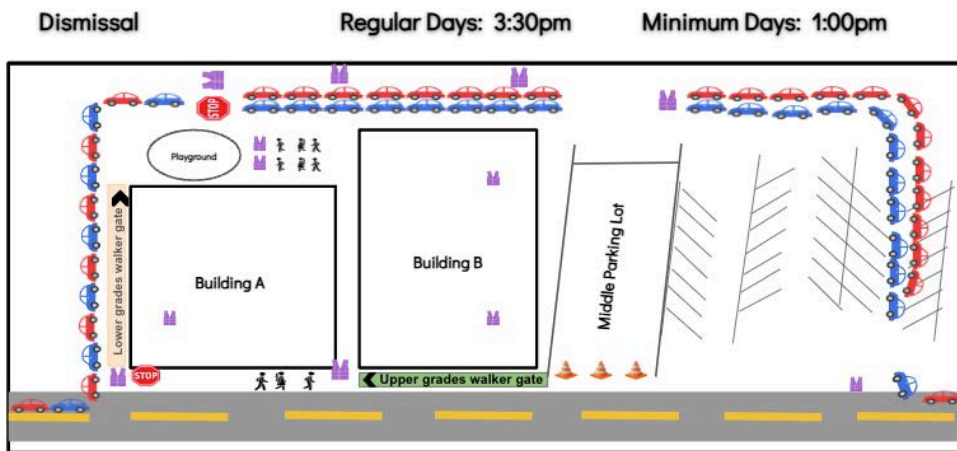 Dismissal
Regular Days: 3:30pm
Minimum Days: 1:00pm
STOP
Playground
Lower grades walker gate
Building A
Building B
Middle Parking Lot
STOP
Upper grades walker gate